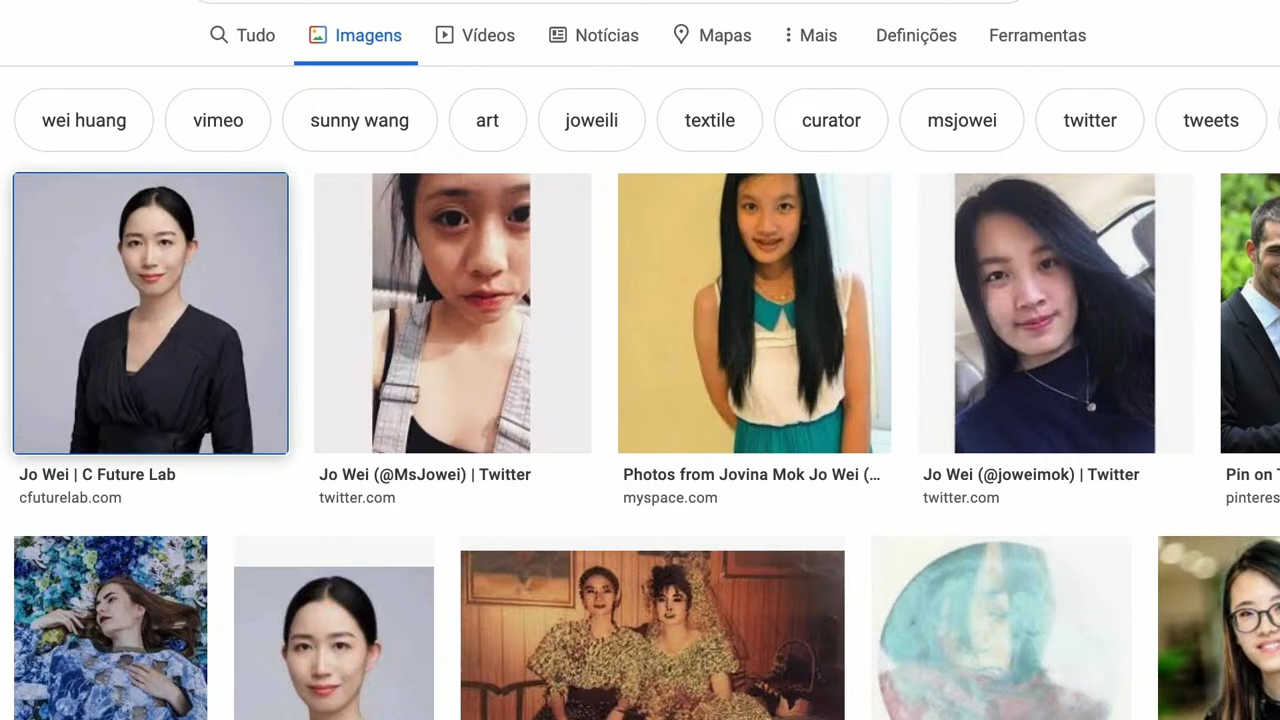 Tudo Imagens Vídeos Notícias Mapas Mais Definições Ferramentas
wei huang vimeo sunny wang art joweili textile curator msjowei twitter tweets
Jo Wei | C Future Lab
cfuturelab.com
Jo Wei (@MsJowei) | Twitter
twitter.com
Photos from Jovina Mok Jo Wei (...
myspace.com
Jo Wei (@joweimok) | Twitter
twitter.com
Pin on
pinteres